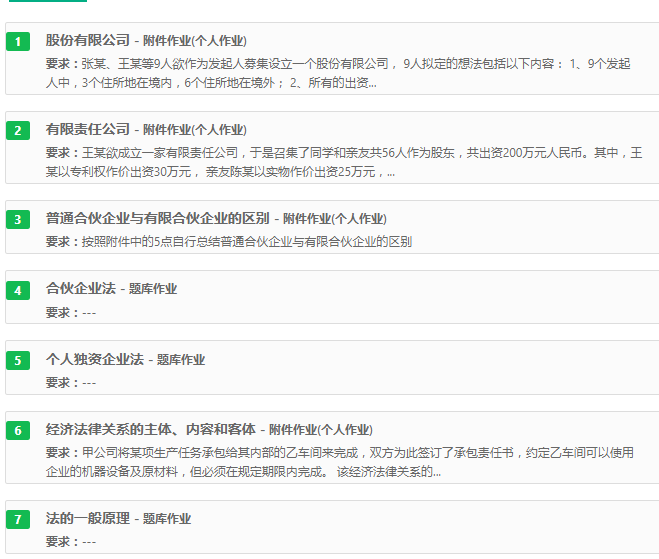 1 股份有限公司 - 附件作业(个人作业)
要求：张某、王某等9人欲作为发起人募集设立一个股份有限公司， 9人拟定的想法包括以下内容： 1、9个发起
人中，3个住所地在境内，6个住所地在境外； 2、所有的出资...
2 有限责任公司 - 附件作业(个人作业)
要求：王某欲成立一家有限责任公司，于是召集了同学和亲友共56人作为股东，共出资200万元人民币。其中，王
某以专利权作价出资30万元， 亲友陈某以实物作价出资25万元，...
3 普通合伙企业与有限合伙企业的区别 - 附件作业(个人作业)
要求：按照附件中的5点自行总结普通合伙企业与有限合伙企业的区别
4 合伙企业法 - 题库作业
要求：---
5 个人独资企业法 - 题库作业
要求：---
6 经济法律关系的主体、内容和客体 - 附件作业(个人作业)
要求：甲公司将某项生产任务承包给其内部的乙车间来完成，双方为此签订了承包责任书，约定乙车间可以使用
企业的机器设备及原材料，但必须在规定期限内完成。 该经济法律关系的...
7 法的一般原理 - 题库作业
要求：---